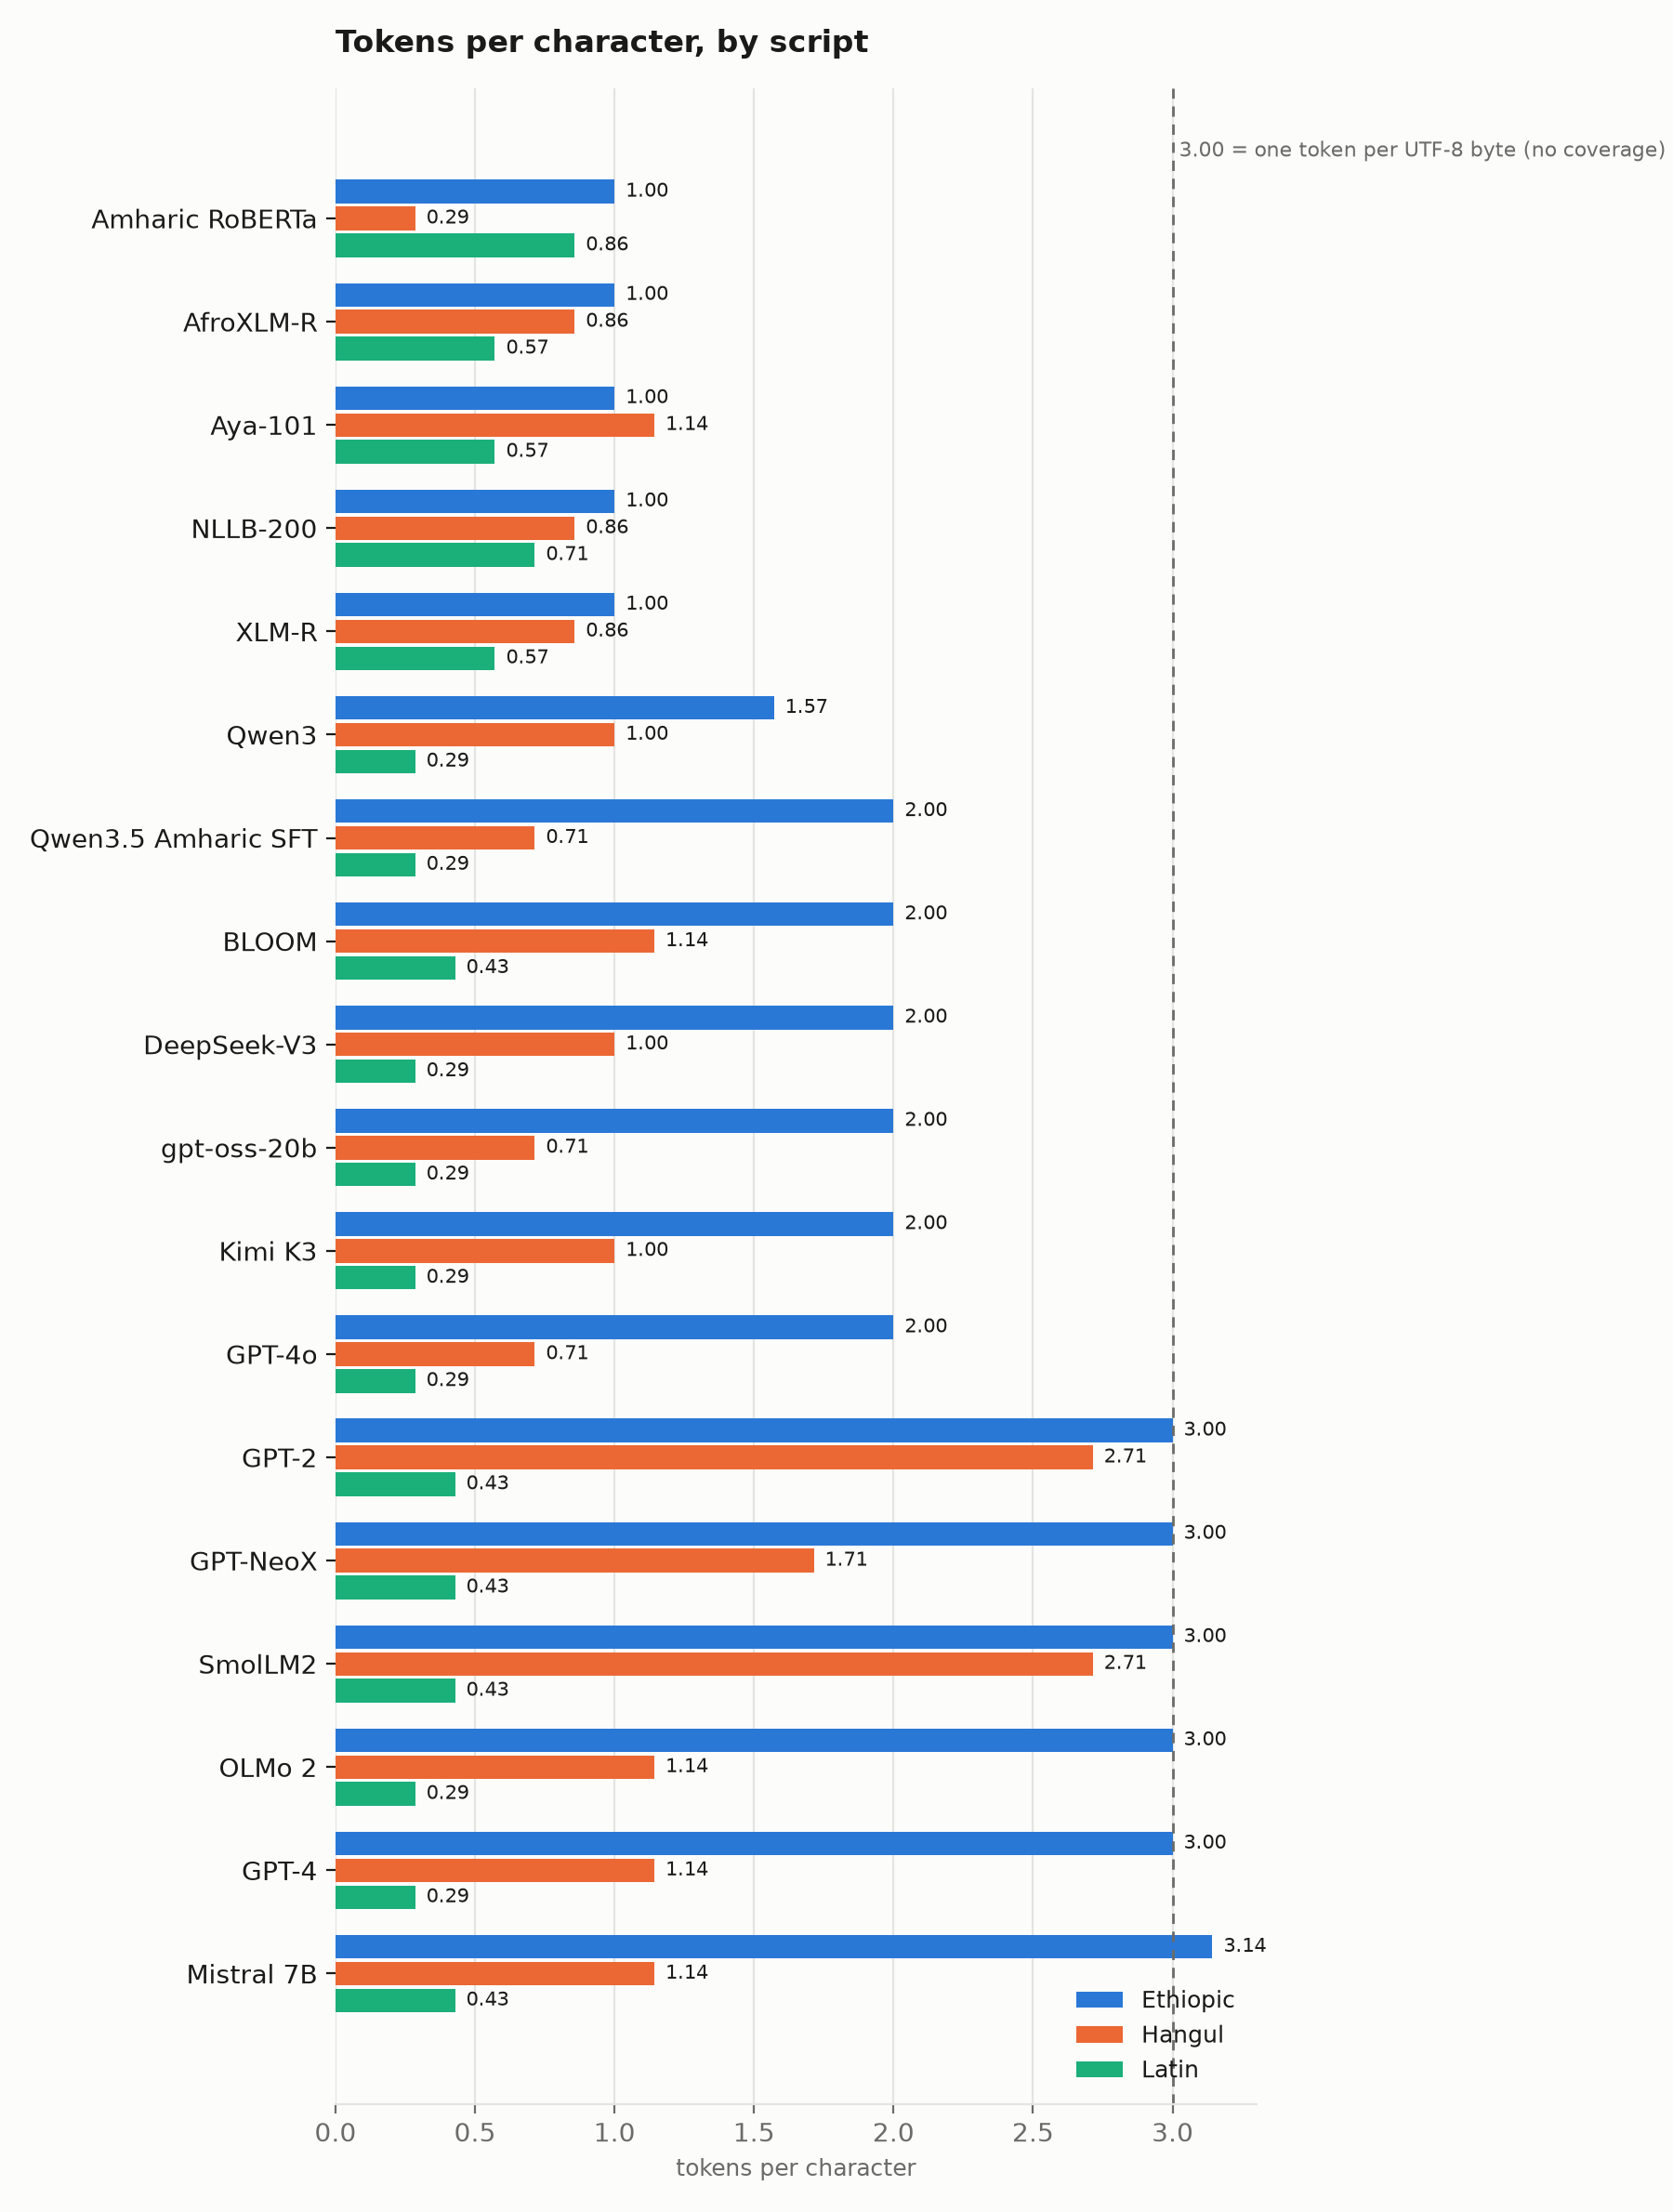 Tokens per character, by script
3.00 = one token per UTF-8 byte (no coverage)
Amharic RoBERTa
1.00
0.29
0.86
AfroXLM-R
1.00
0.86
0.57
Aya-101
1.00
1.14
0.57
NLLB-200
1.00
0.86
0.71
XLM-R
1.00
0.86
0.57
Qwen3
1.57
1.00
0.29
Qwen3.5 Amharic SFT
2.00
0.71
0.29
BLOOM
2.00
1.14
0.43
DeepSeek-V3
2.00
1.00
0.29
gpt-oss-20b
2.00
0.71
0.29
Kimi K3
2.00
1.00
0.29
GPT-4o
2.00
0.71
0.29
GPT-2
3.00
2.71
0.43
GPT-NeoX
3.00
1.71
0.43
SmolLM2
3.00
2.71
0.43
OLMo 2
3.00
1.14
0.29
GPT-4
3.00
1.14
0.29
Mistral 7B
3.14
1.14
0.43
Ethiopic
Hangul
Latin
0.0 0.5 1.0 1.5 2.0 2.5 3.0
tokens per character